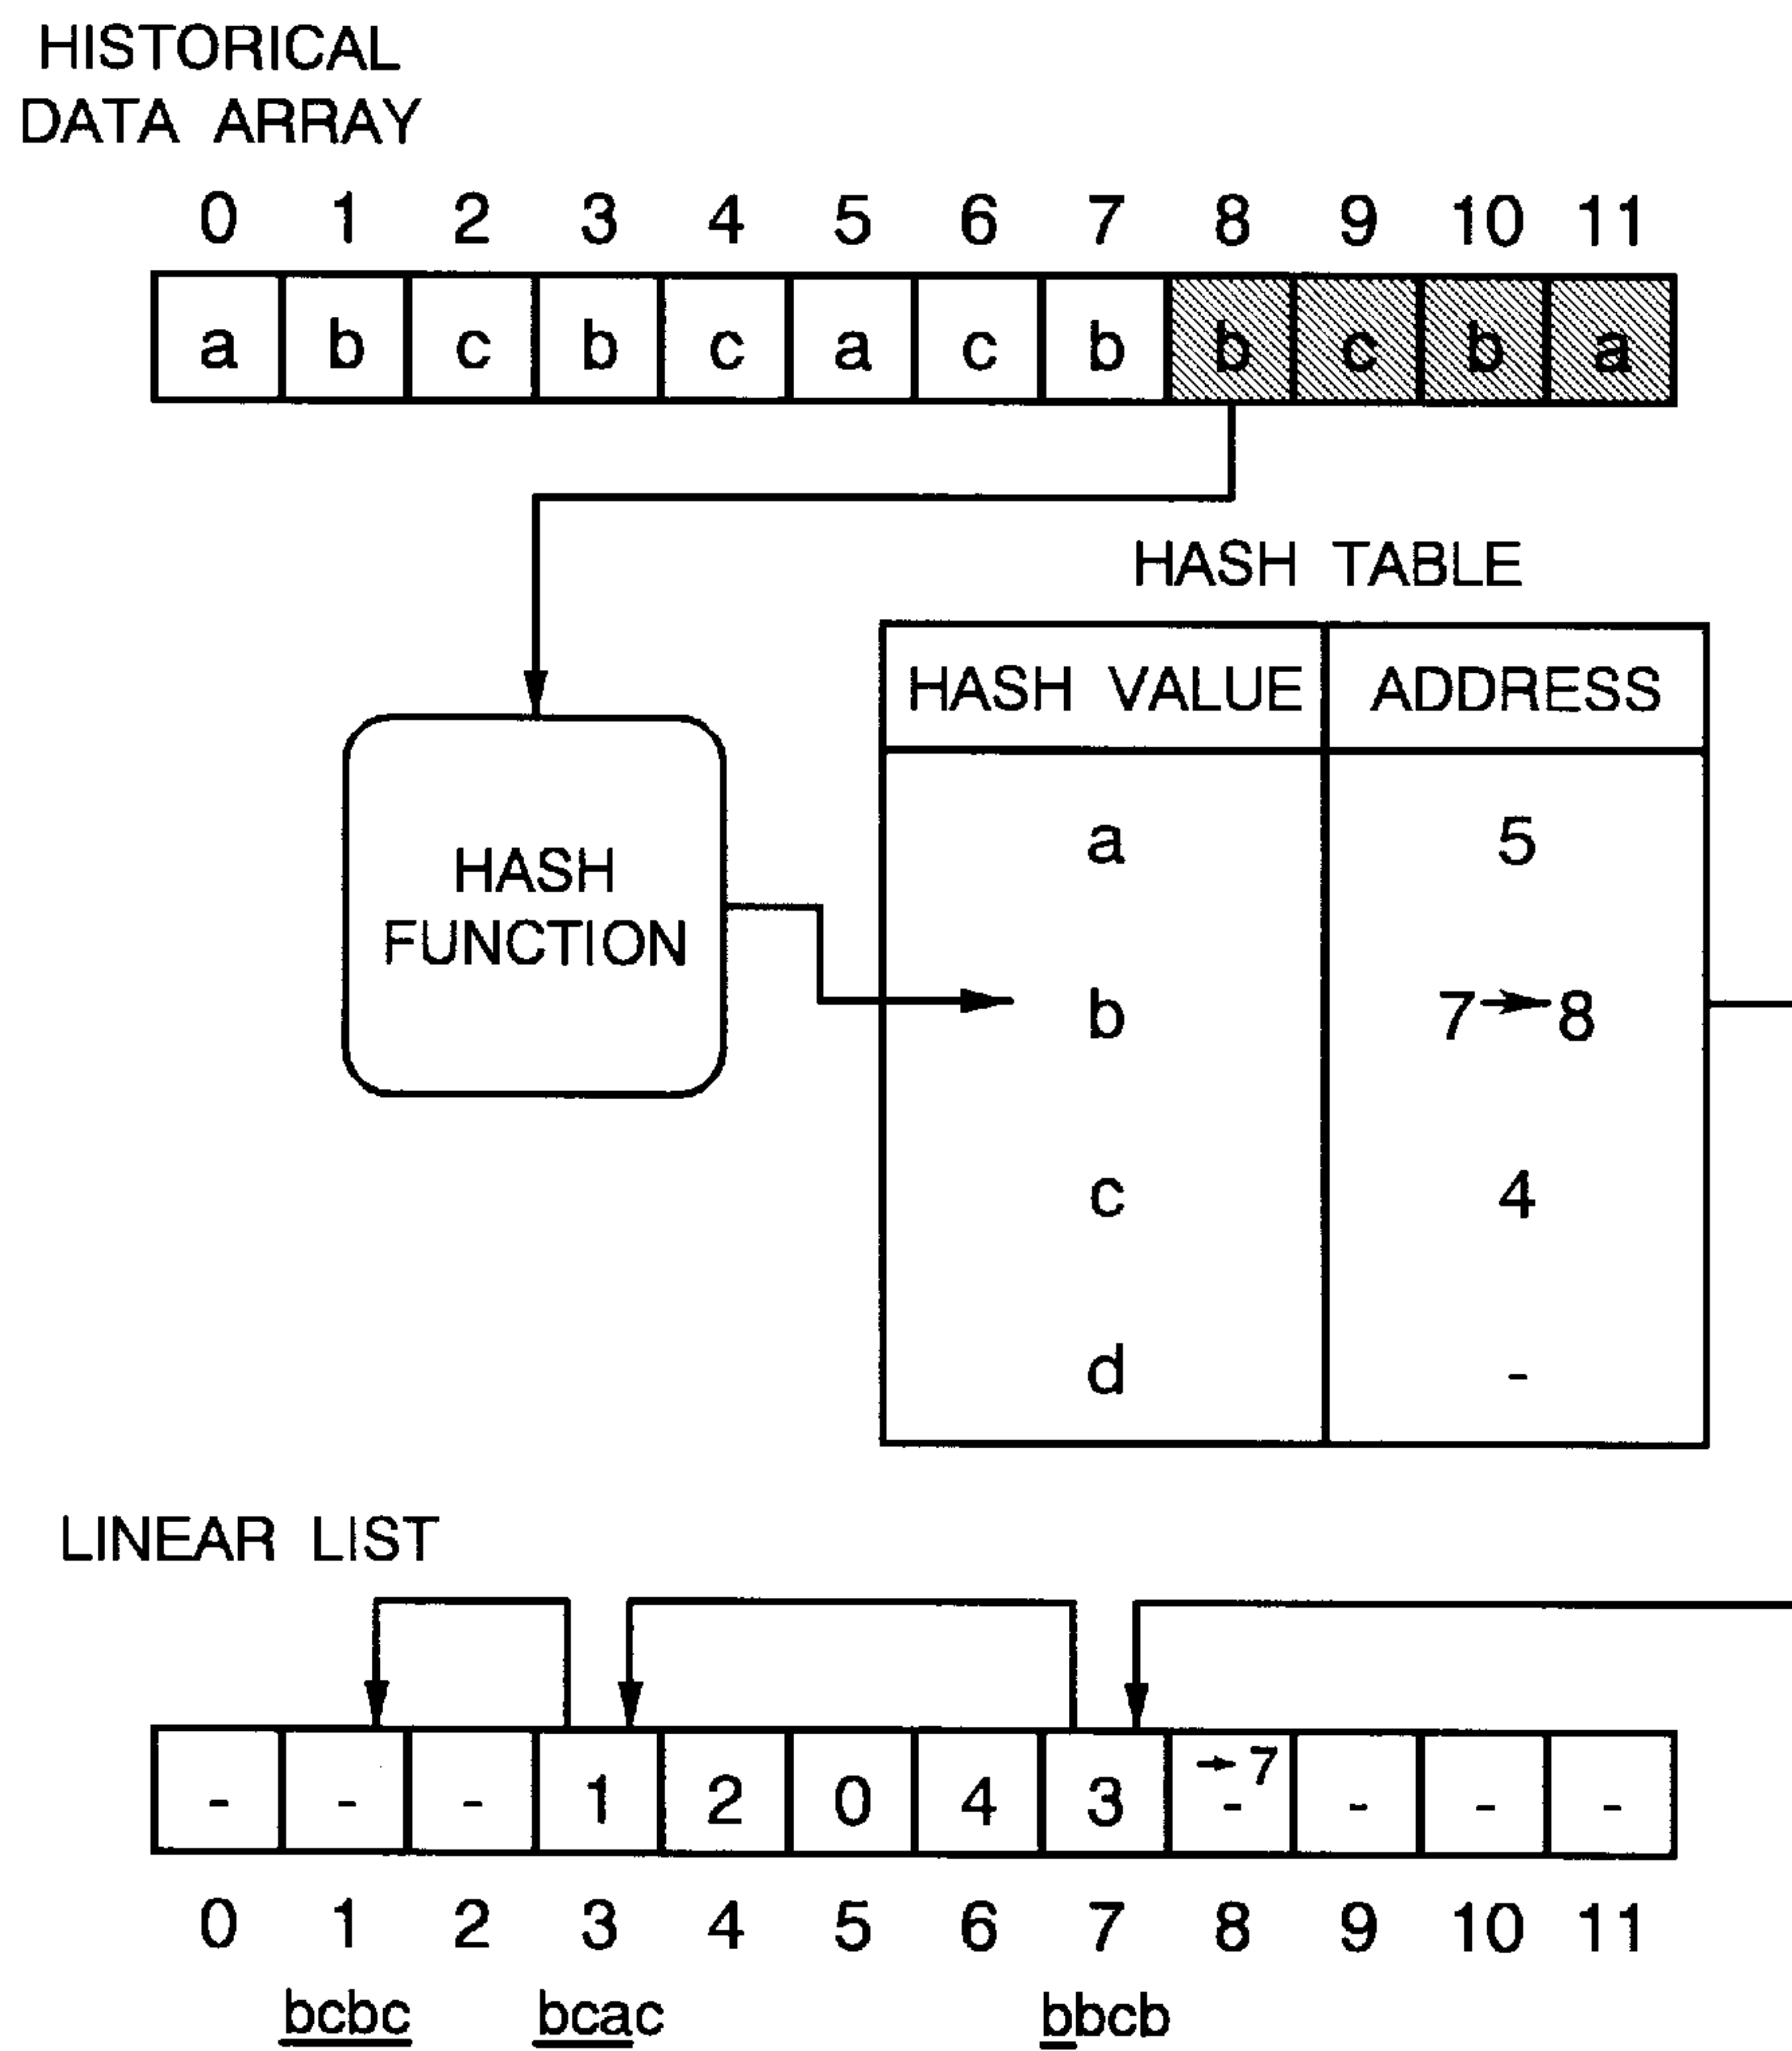 HISTORICAL
DATA ARRAY
0 1 2 3 4 5 6 7 8 9 10 11
a b c b c a c b b c b a
HASH TABLE
HASH VALUE ADDRESS
a 5
HASH
FUNCTION
b 7→8
c 4
d -
LINEAR LIST
→7
- - - 1 2 0 4 3 - - - -
0 1 2 3 4 5 6 7 8 9 10 11
bcbc bcac bbcb